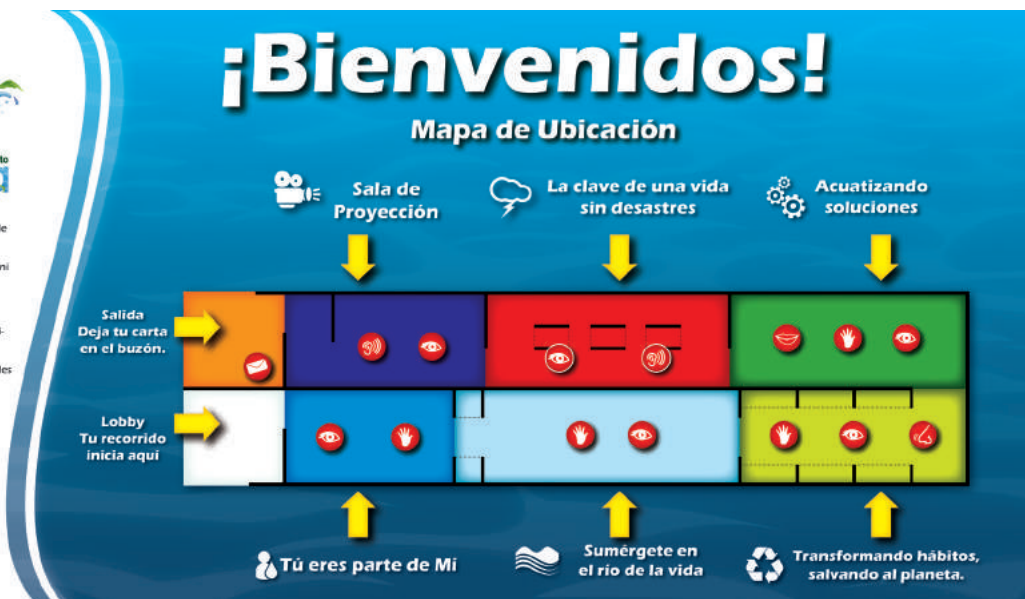 ¡Bienvenidos!
Mapa de Ubicación
Sala de
Proyección
La clave de una vida
sin desastres
Acuatizando
soluciones
Salida
Deja tu carta
en el buzón.
Lobby
Tu recorrido
inicia aquí
Tú eres parte de Mí
Sumérgete en
el río de la vida
Transformando hábitos,
salvando al planeta.